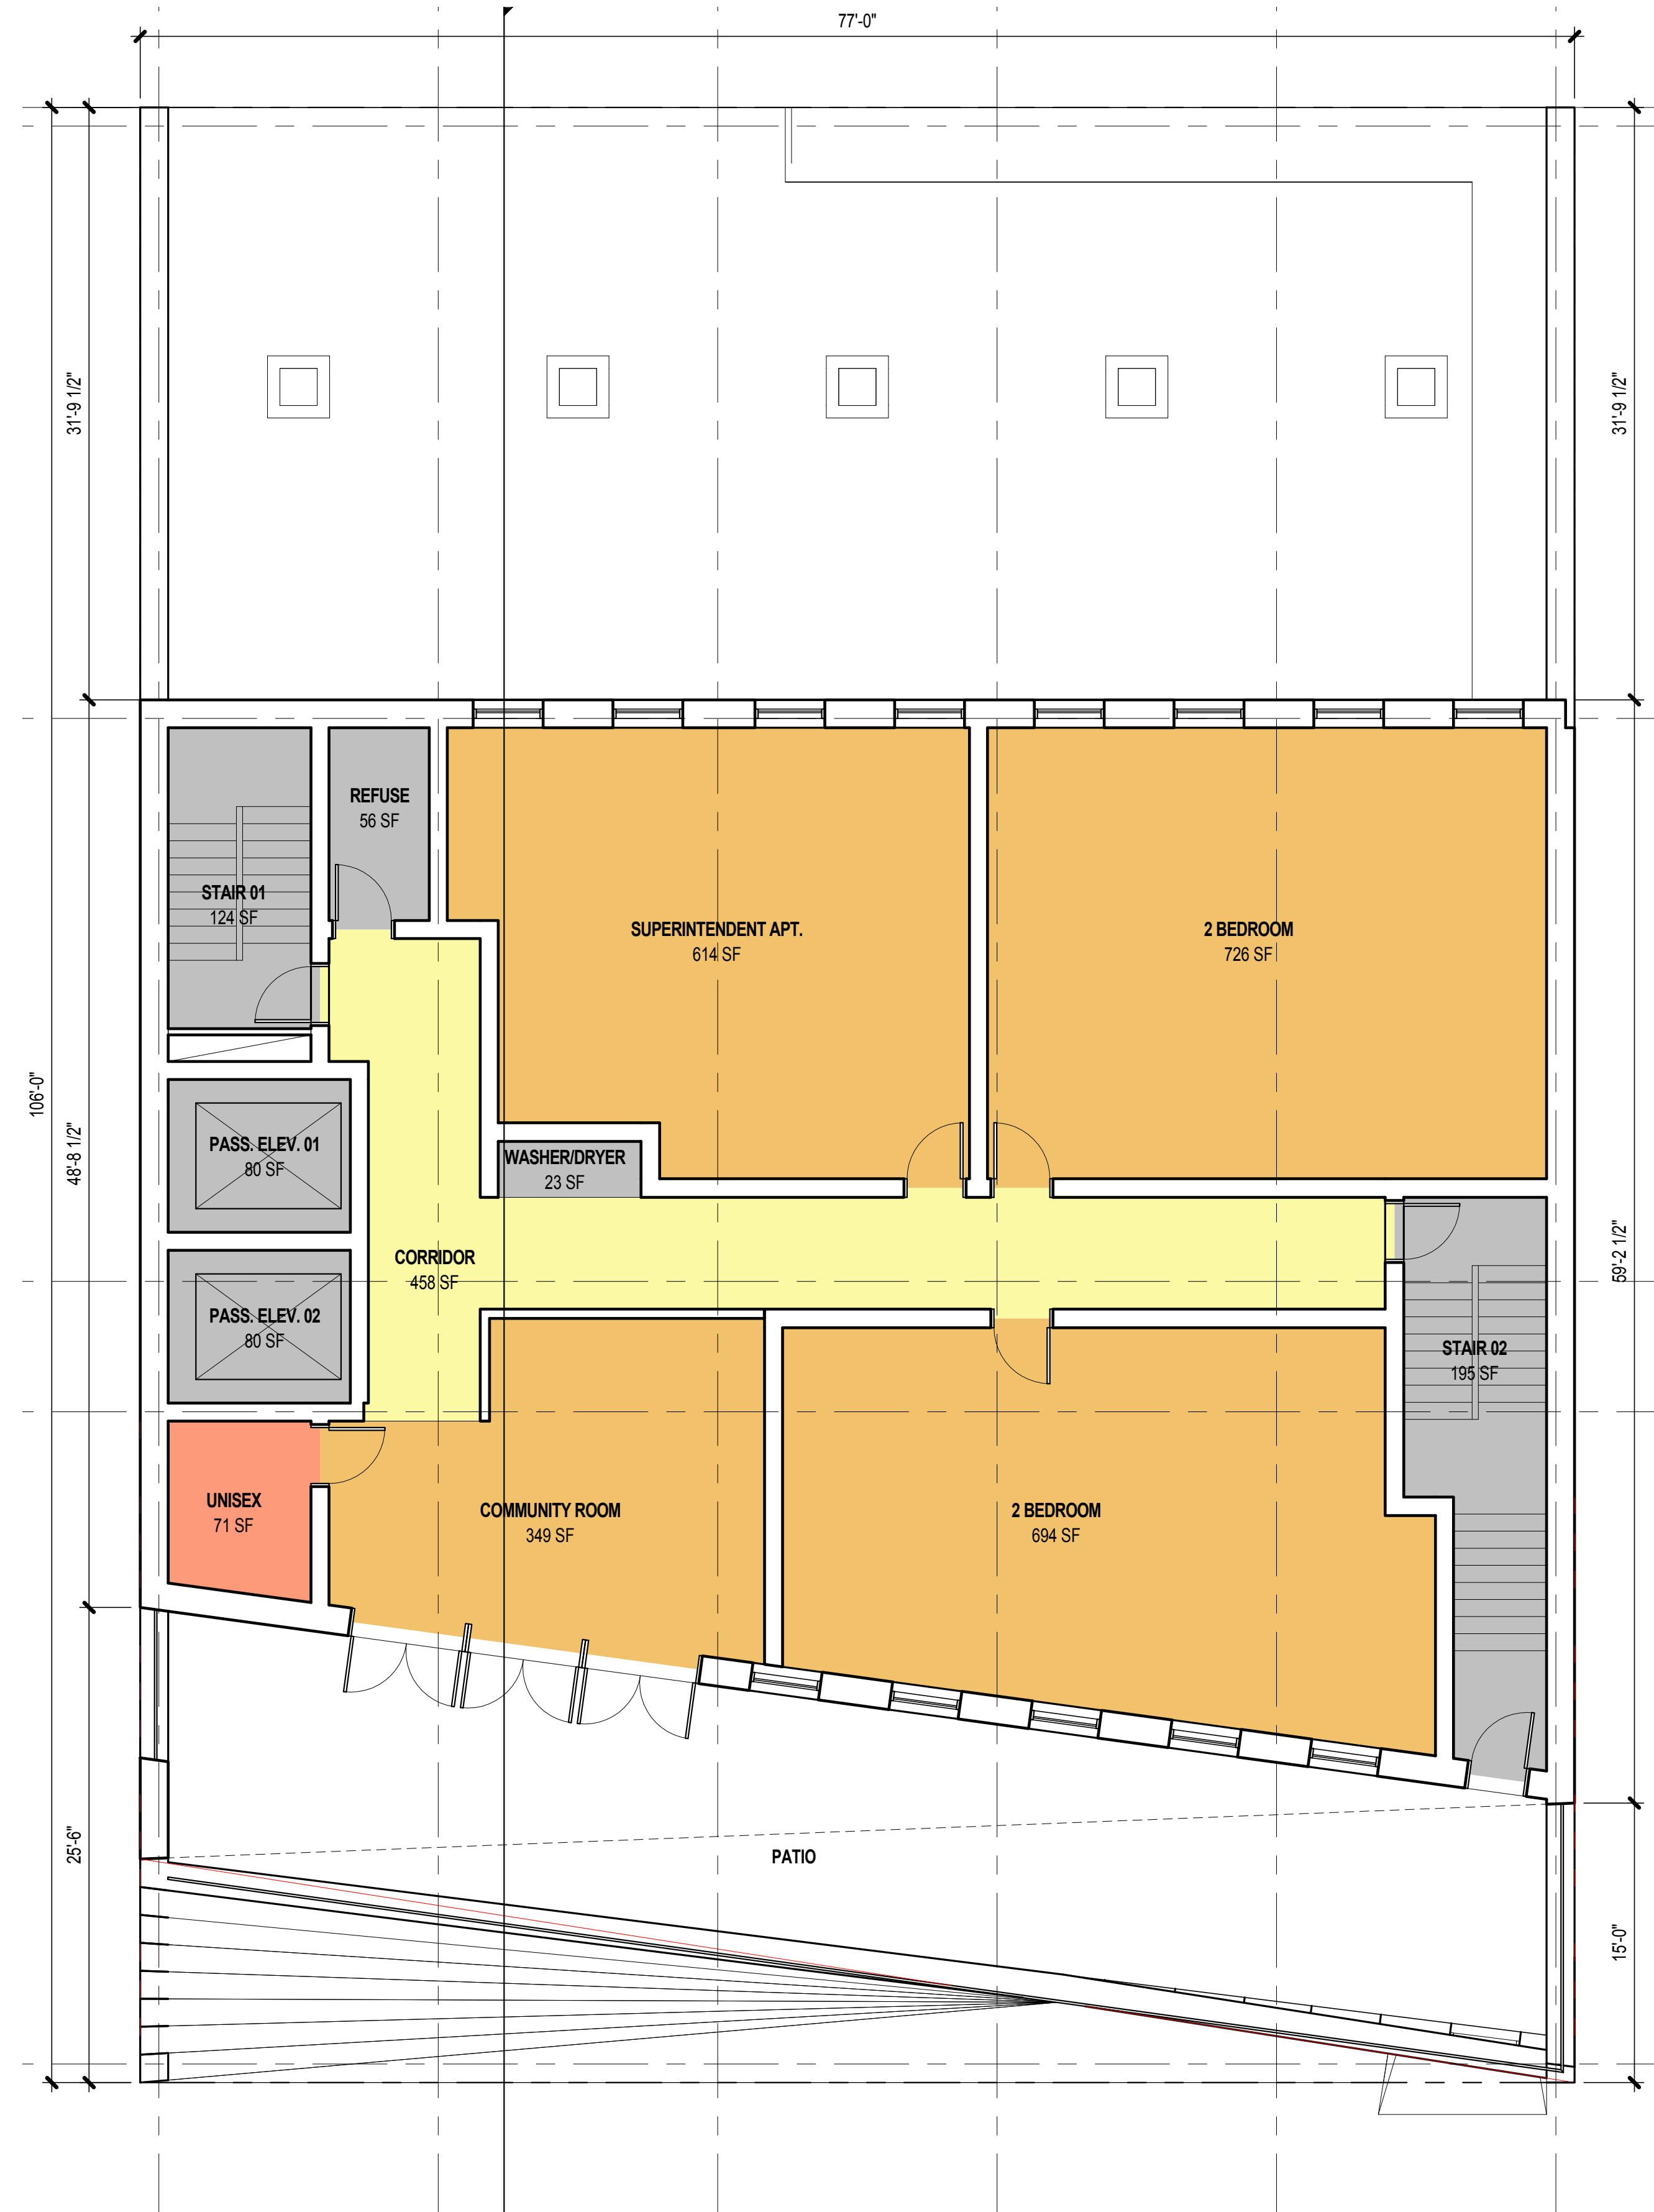 77'-0"
31'-9 1/2"
31'-9 1/2"
REFUSE
56 SF
STAIR 01
124 SF
SUPERINTENDENT APT.
614 SF
2 BEDROOM
726 SF
106'-0"
48'-8 1/2"
PASS. ELEV. 01
80 SF
WASHER/DRYER
23 SF
CORRIDOR
458 SF
59'-2 1/2"
PASS. ELEV. 02
80 SF
STAIR 02
195 SF
UNISEX
71 SF
COMMUNITY ROOM
349 SF
2 BEDROOM
694 SF
25'-6"
PATIO
15'-0"